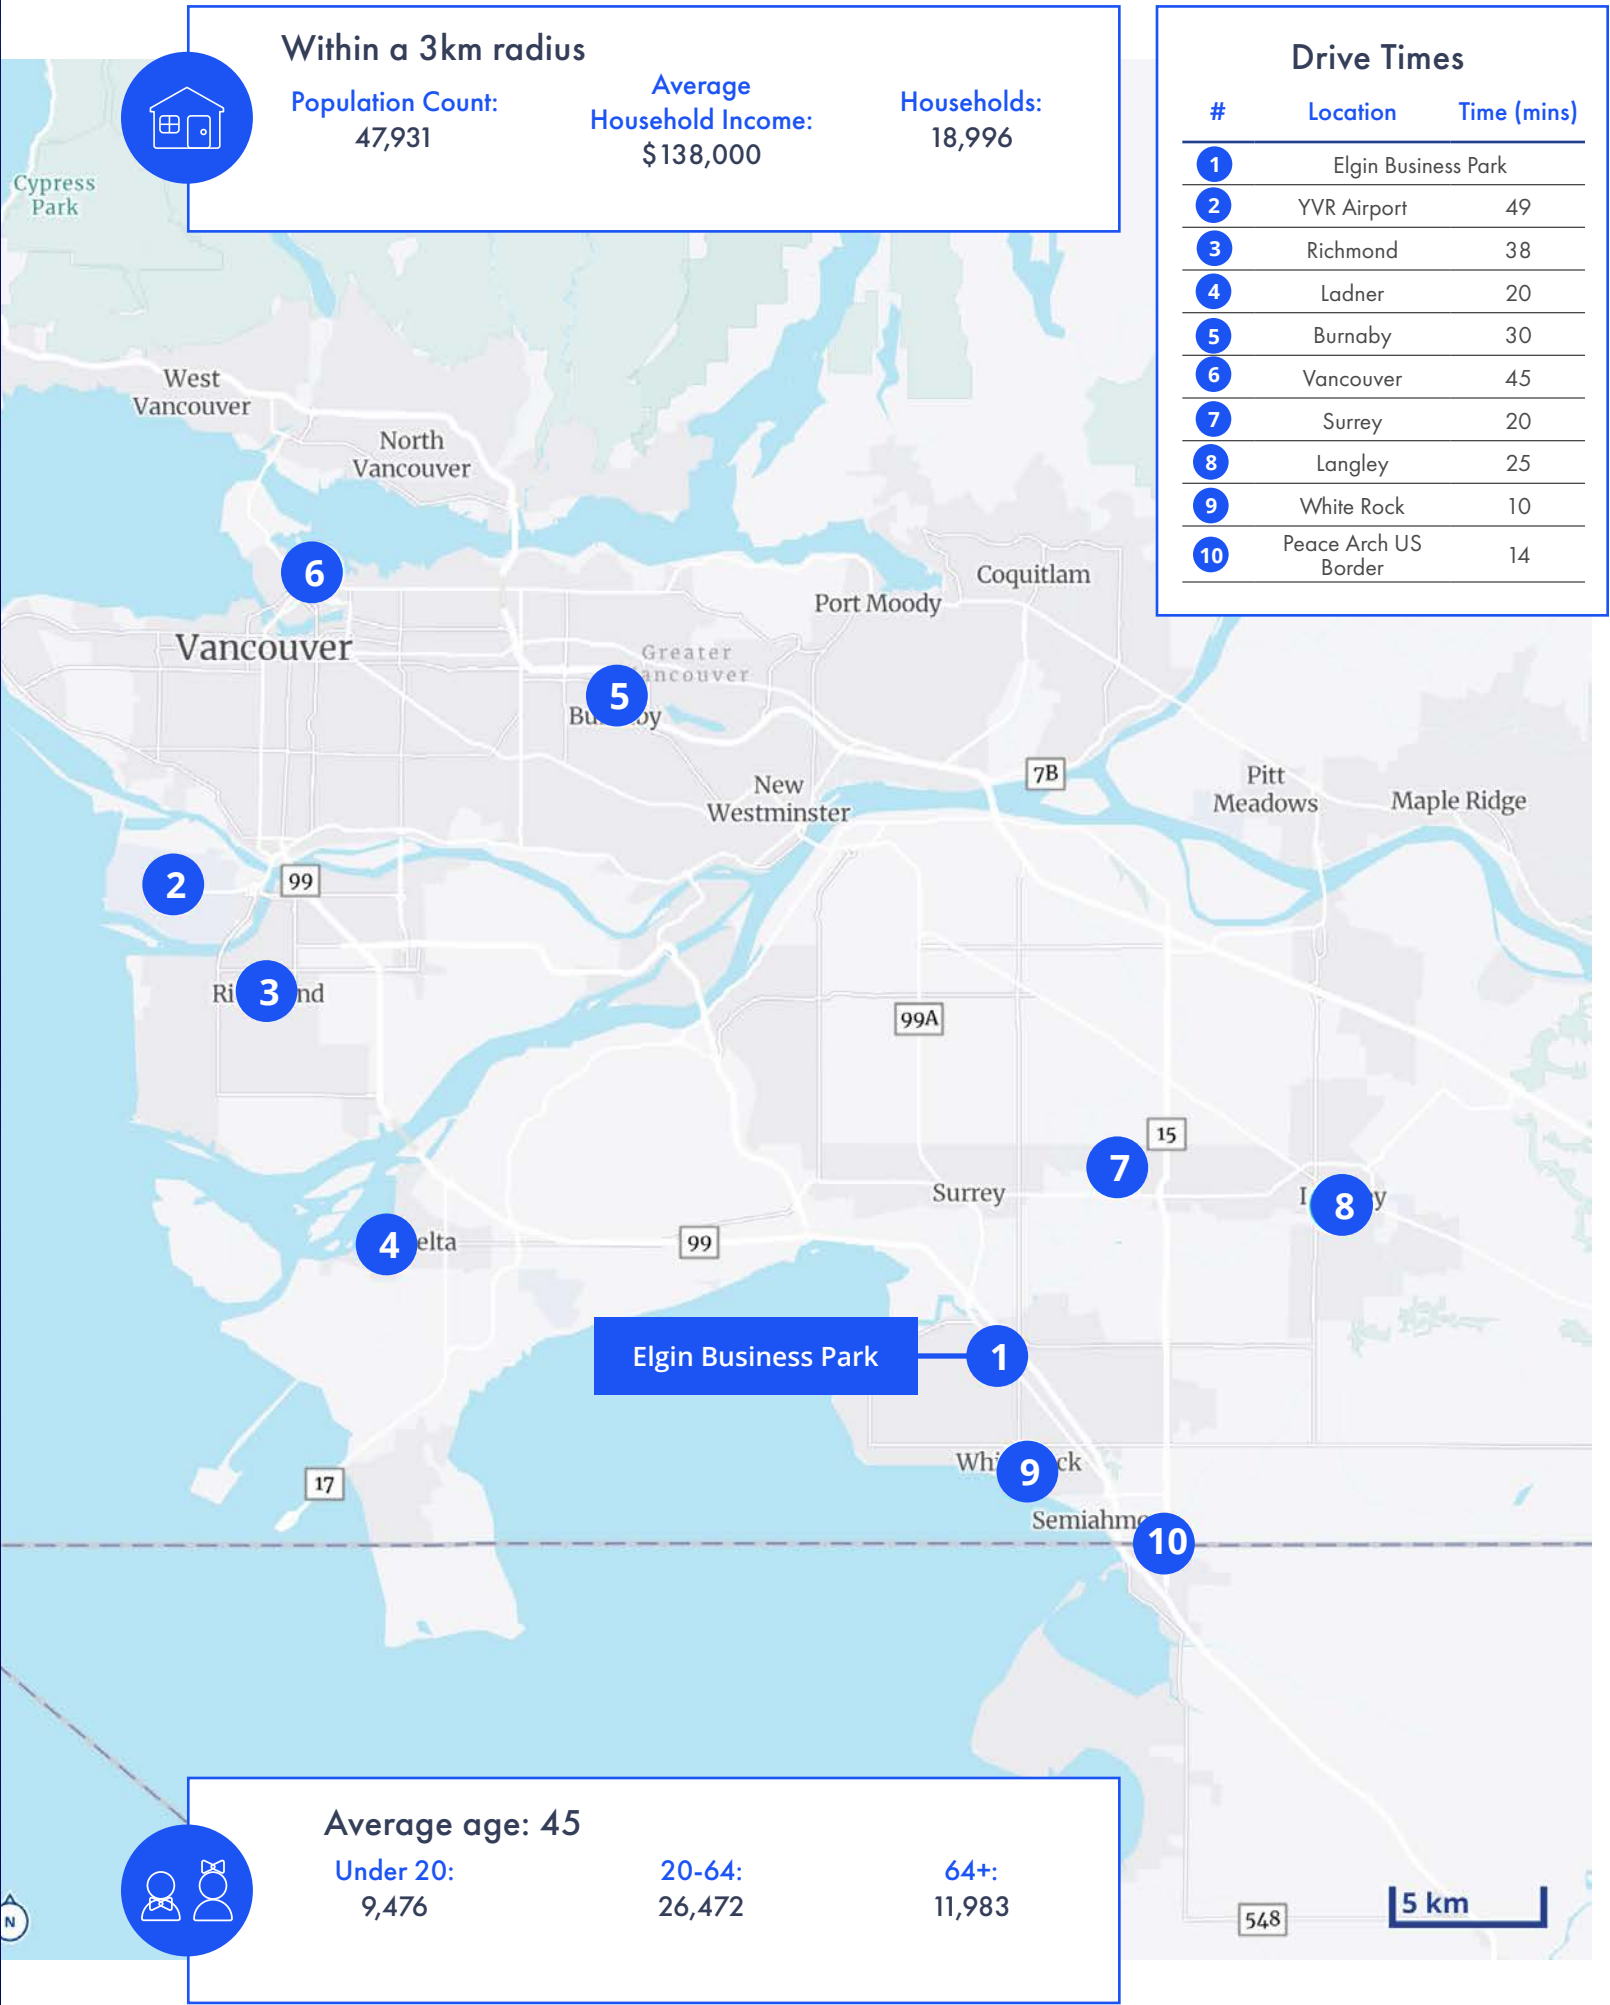 Within a 3km radius
Population Count:
47,931
Average
Household Income:
$138,000
Households:
18,996
Drive Times
# Location Time (mins)
1 Elgin Business Park
2 YVR Airport 49
3 Richmond 38
4 Ladner 20
5 Burnaby 30
6 Vancouver 45
7 Surrey 20
8 Langley 25
9 White Rock 10
10 Peace Arch US
Border 14
Cypress
Park
West
Vancouver
North
Vancouver
6
Coquitlam
Port Moody
Vancouver
Greater
5
7B
Pitt
Meadows
Maple Ridge
New
Westminster
2
99
3
99A
15
7
Surrey
8
4
99
Elgin Business Park
1
9
17
10
Average age: 45
Under 20:
9,476
20-64:
26,472
64+:
11,983
N
548
5 km